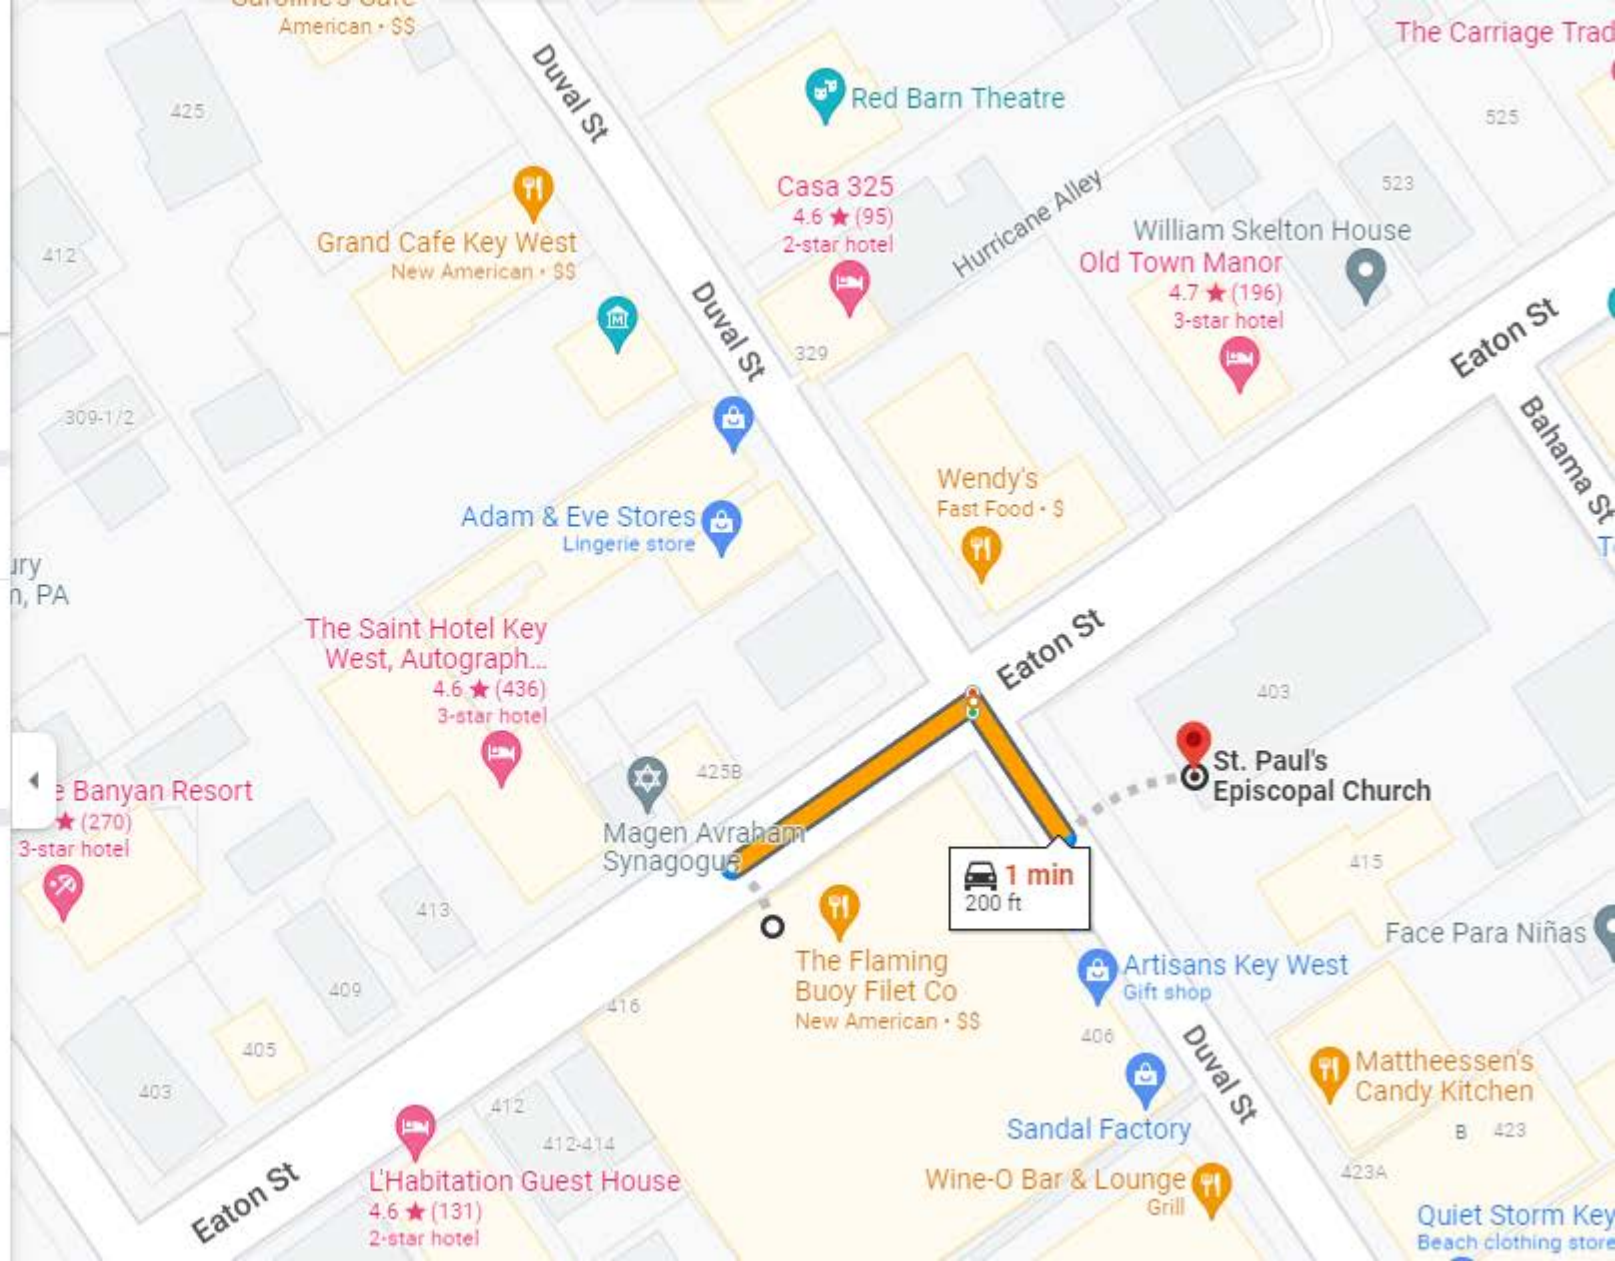 American • $$
Duval St
The Carriage Trad
425
Red Barn Theatre
525
Casa 325
4.6 ★ (95)
2-star hotel
Hurricane Alley
523
Grand Cafe Key West
New American • $$
412
William Skelton House
Old Town Manor
4.7 ★ (196)
3-star hotel
Duval St
Eaton St
329
309-1/2
Bahama St
Wendy's
Fast Food • $
Adam & Eve Stores
Lingerie store
ury
n, PA
The Saint Hotel Key
West, Autograph...
4.6 ★ (436)
3-star hotel
Eaton St
403
425B
St. Paul's
Episcopal Church
e Banyan Resort
★ (270)
3-star hotel
Magen Avraham
Synagogue
1 min
200 ft
415
413
Face Para Niñas
The Flaming
Buoy Filet Co
New American • $$
Artisans Key West
Gift shop
409
416
406
405
403
Duval St
Mattheessen's
Candy Kitchen
412
412-414
Sandal Factory
B 423
423A
Eaton St
L'Habitation Guest House
4.6 ★ (131)
2-star hotel
Wine-O Bar & Lounge
Grill
Quiet Storm Key
Beach clothing store